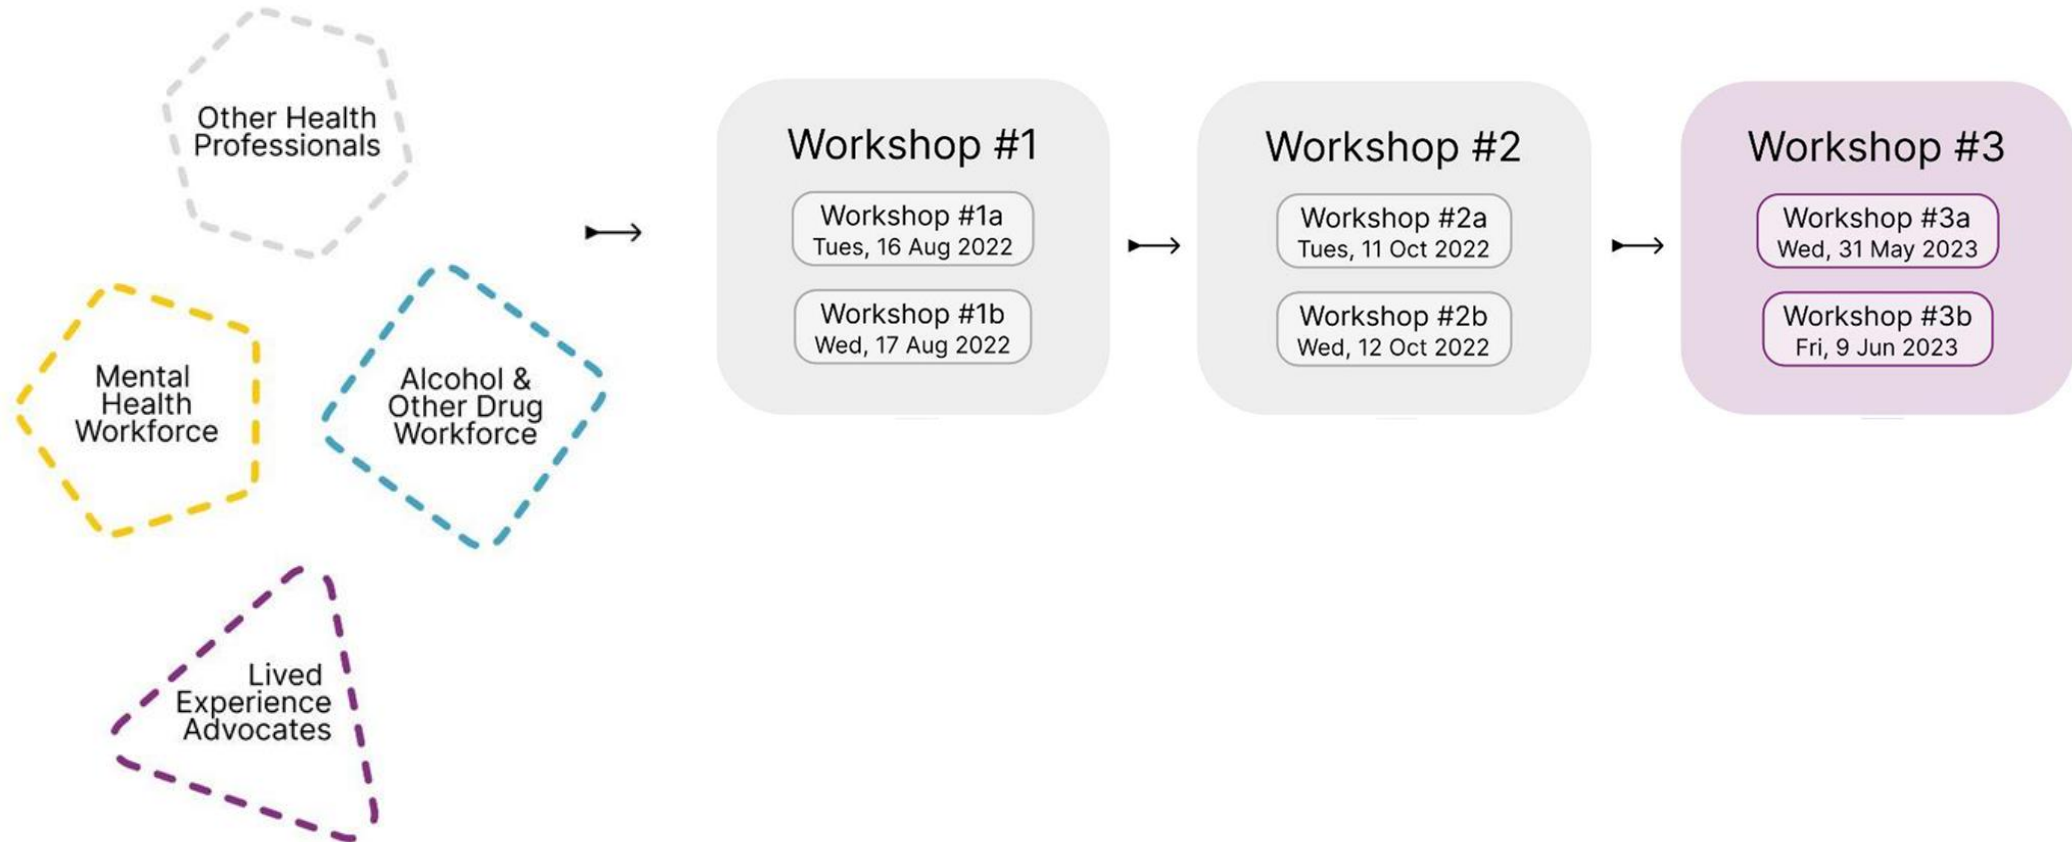 Other Health
Professionals
Mental
Health
Workforce
Alcohol &
Other Drug
Workforce
Lived
Experience
Advocates
Workshop #1
Workshop #1a
Tues, 16 Aug 2022
Workshop #1b
Wed, 17 Aug 2022
Workshop #2
Workshop #2a
Tues, 11 Oct 2022
Workshop #2b
Wed, 12 Oct 2022
Workshop #3
Workshop #3a
Wed, 31 May 2023
Workshop #3b
Fri, 9 Jun 2023